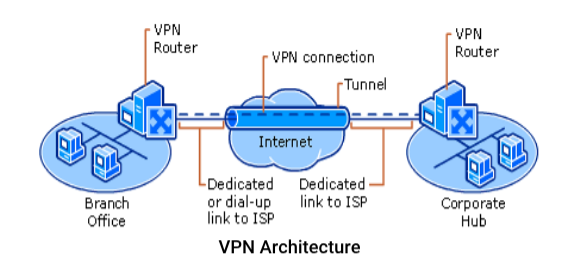 VPN
Router
VPN connection
Tunnel
VPN
Router
Internet
Dedicated
or dial-up
link to ISP
Dedicated
link to ISP
Branch
Office
Corporate
Hub
VPN Architecture